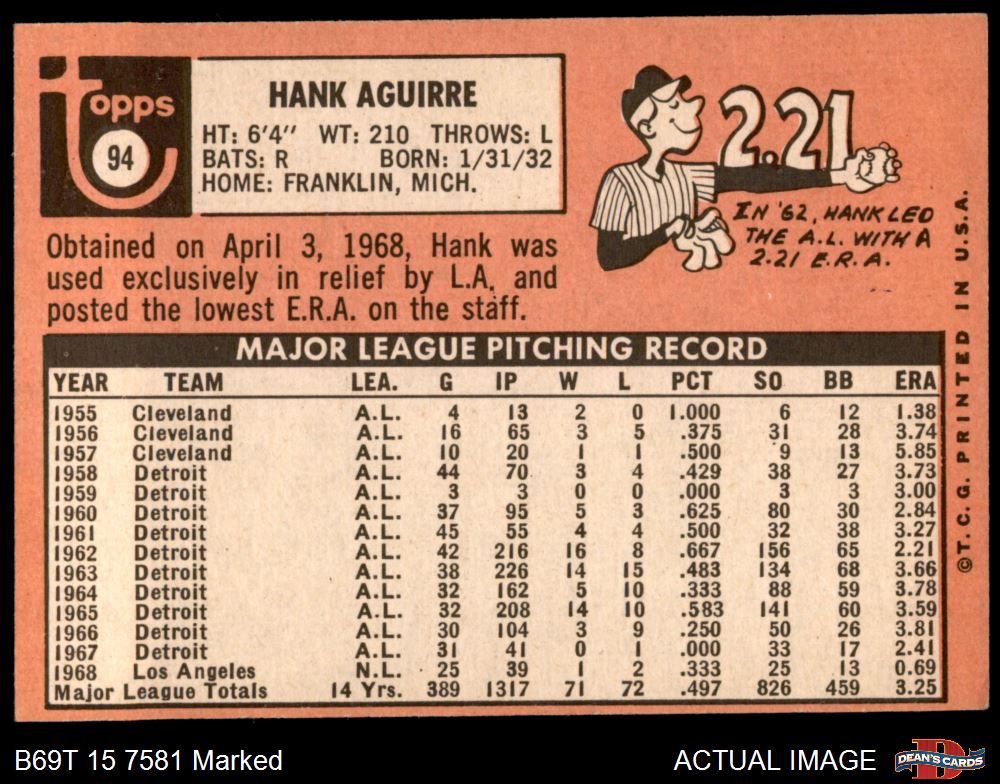 Topps
94
HANK AGUIRRE
HT: 6'4" WT: 210 THROWS: L
BATS: R BORN: 1/31/32
HOME: FRANKLIN, MICH.
2.21
IN '62, HANK LED
THE A.L. WITH A
2.21 E.R.A.
Obtained on April 3, 1968, Hank was
used exclusively in relief by L.A. and
posted the lowest E.R.A. on the staff.
MAJOR LEAGUE PITCHING RECORD
YEAR TEAM LEA. G IP W L PCT SO BB ERA
1955 Cleveland A.L. 4 13 2 0 1.000 6 12 1.38
1956 Cleveland A.L. 16 65 3 5 .375 31 28 3.74
1957 Cleveland A.L. 10 20 1 1 .500 9 13 5.85
1958 Detroit A.L. 44 70 3 4 .429 38 27 3.73
1959 Detroit A.L. 3 3 0 0 .000 3 3 3.00
1960 Detroit A.L. 37 95 5 3 .625 80 30 2.84
1961 Detroit A.L. 45 55 4 4 .500 32 38 3.27
1962 Detroit A.L. 42 216 16 8 .667 156 65 2.21
1963 Detroit A.L. 38 226 14 15 .483 134 68 3.66
1964 Detroit A.L. 32 162 5 10 .333 88 59 3.78
1965 Detroit A.L. 32 208 14 10 .583 141 60 3.59
1966 Detroit A.L. 30 104 3 9 .250 50 26 3.81
1967 Detroit A.L. 31 41 0 1 .000 33 17 2.41
1968 Los Angeles N.L. 25 39 1 2 .333 25 13 0.69
Major League Totals 14 Yrs. 389 1317 71 72 .497 826 459 3.25
©T.C.G. PRINTED IN U.S.A.
B69T 15 7581 Marked
ACTUAL IMAGE
DEAN'S CARDS